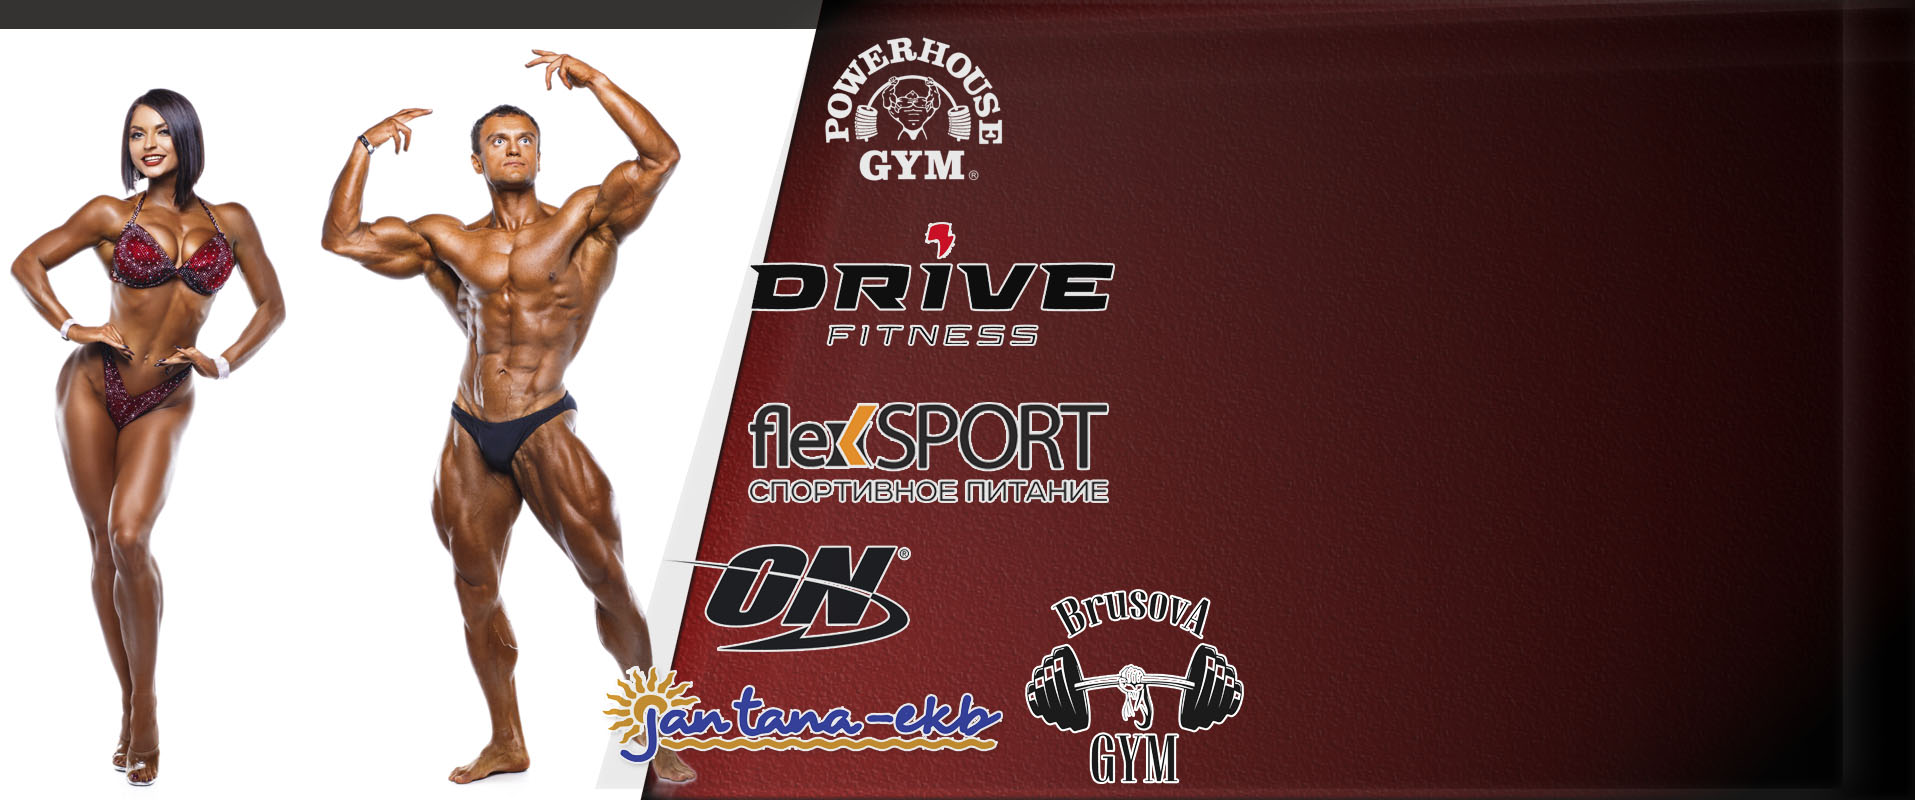 POWERHOUSE
GYM®
DRIVE
FITNESS
flexSPORT
СПОРТИВНОЕ ПИТАНИЕ
ON®
jantana-ekb
BrusovA
GYM